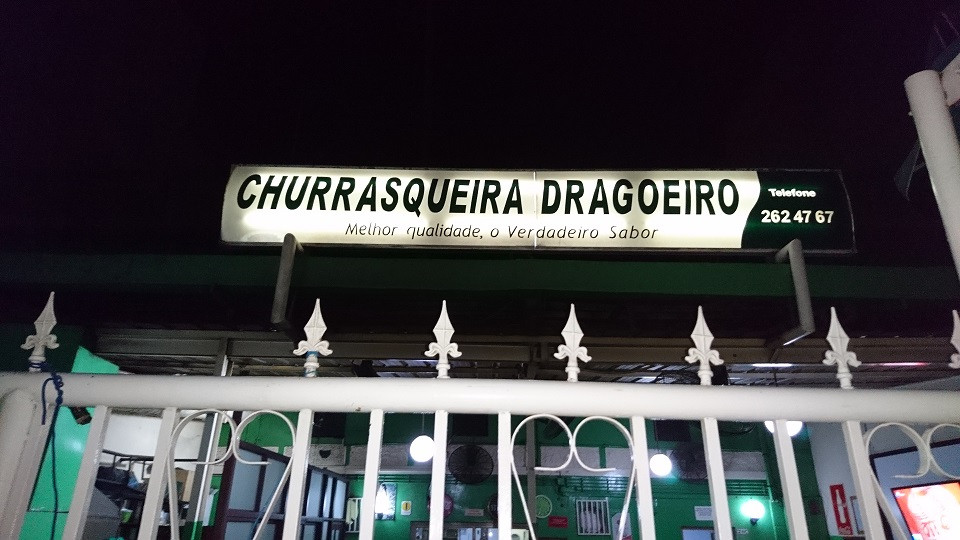 CHURRASQUEIRA DRAGOEIRO
Melhor qualidade, o Verdadeiro Sabor
Telefone
262 47 67